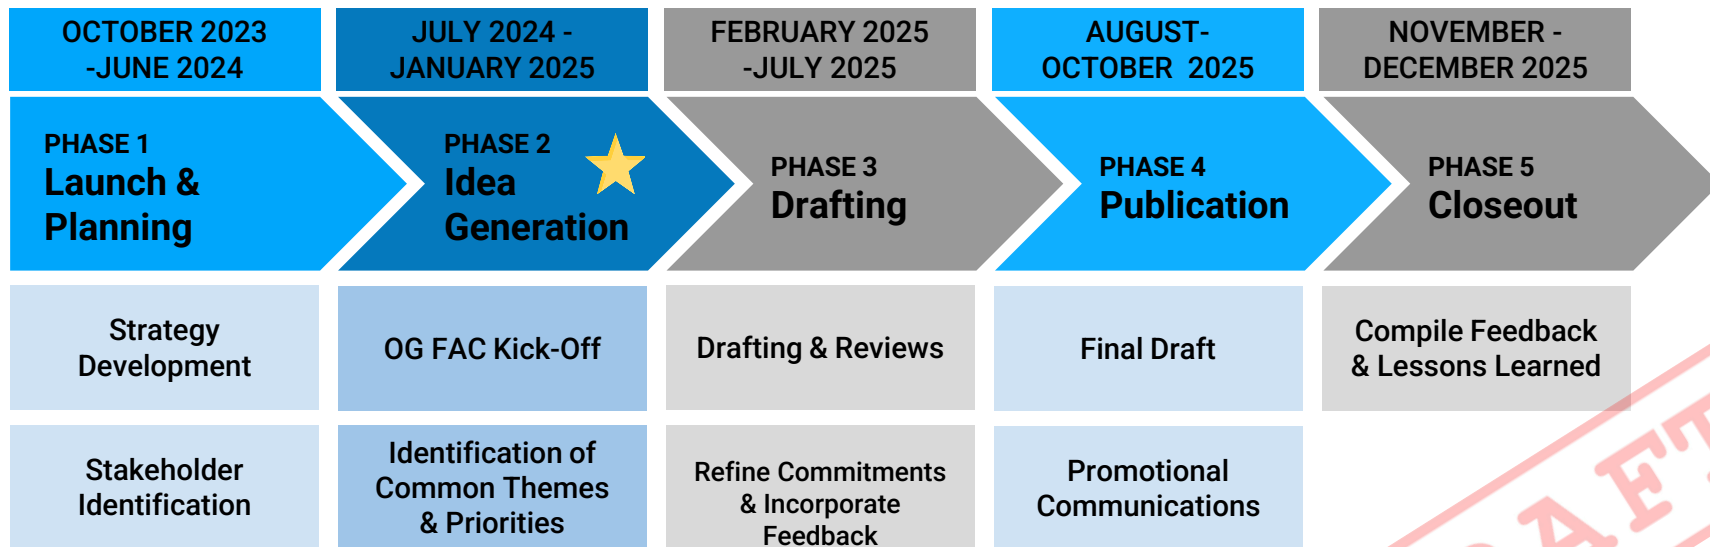 OCTOBER 2023
-JUNE 2024
JULY 2024 -
JANUARY 2025
FEBRUARY 2025
-JULY 2025
AUGUST-
OCTOBER 2025
NOVEMBER -
DECEMBER 2025
PHASE 1
Launch &
Planning
PHASE 2
Idea
Generation
PHASE 3
Drafting
PHASE 4
Publication
PHASE 5
Closeout
Strategy
Development
OG FAC Kick-Off
Drafting & Reviews
Final Draft
Compile Feedback
& Lessons Learned
Stakeholder
Identification
Identification of
Common Themes
& Priorities
Refine Commitments
& Incorporate
Feedback
Promotional
Communications